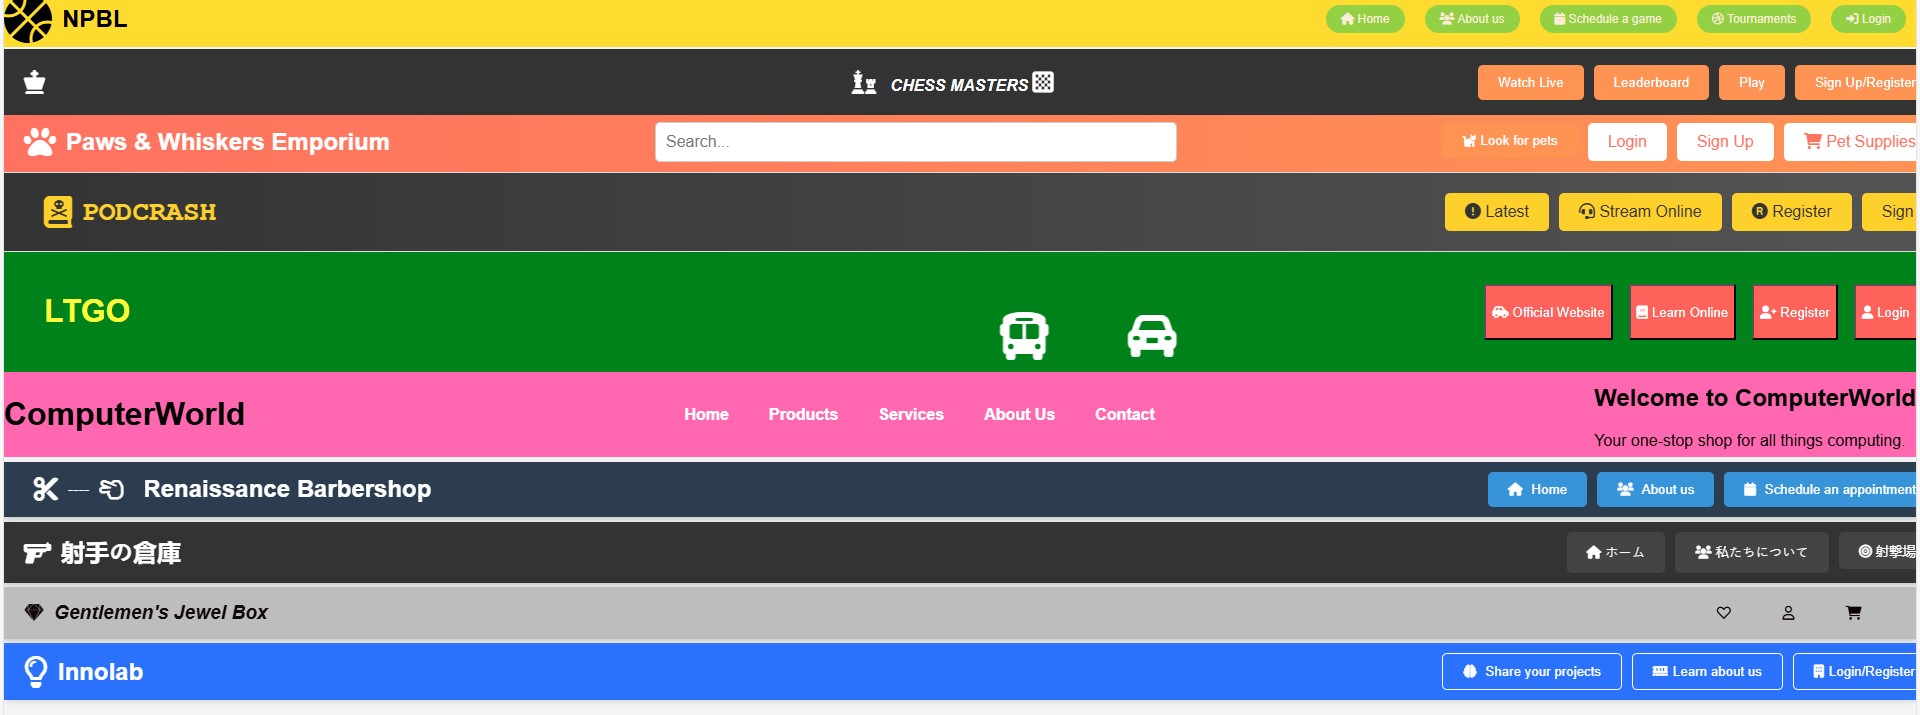 NPBL Home About us Schedule a game Tournaments Login
CHESS MASTERS Watch Live Leaderboard Play Sign Up/Register
Paws & Whiskers Emporium Search... Look for pets Login Sign Up Pet Supplies
PODCRASH Latest Stream Online Register Sign
LTGO Official Website Learn Online Register Login
ComputerWorld Home Products Services About Us Contact Welcome to ComputerWorld
Your one-stop shop for all things computing.
---- Renaissance Barbershop Home About us Schedule an appointment
射手の倉庫 ホーム 私たちについて 射撃場
Gentlemen's Jewel Box
Innolab Share your projects Learn about us Login/Register